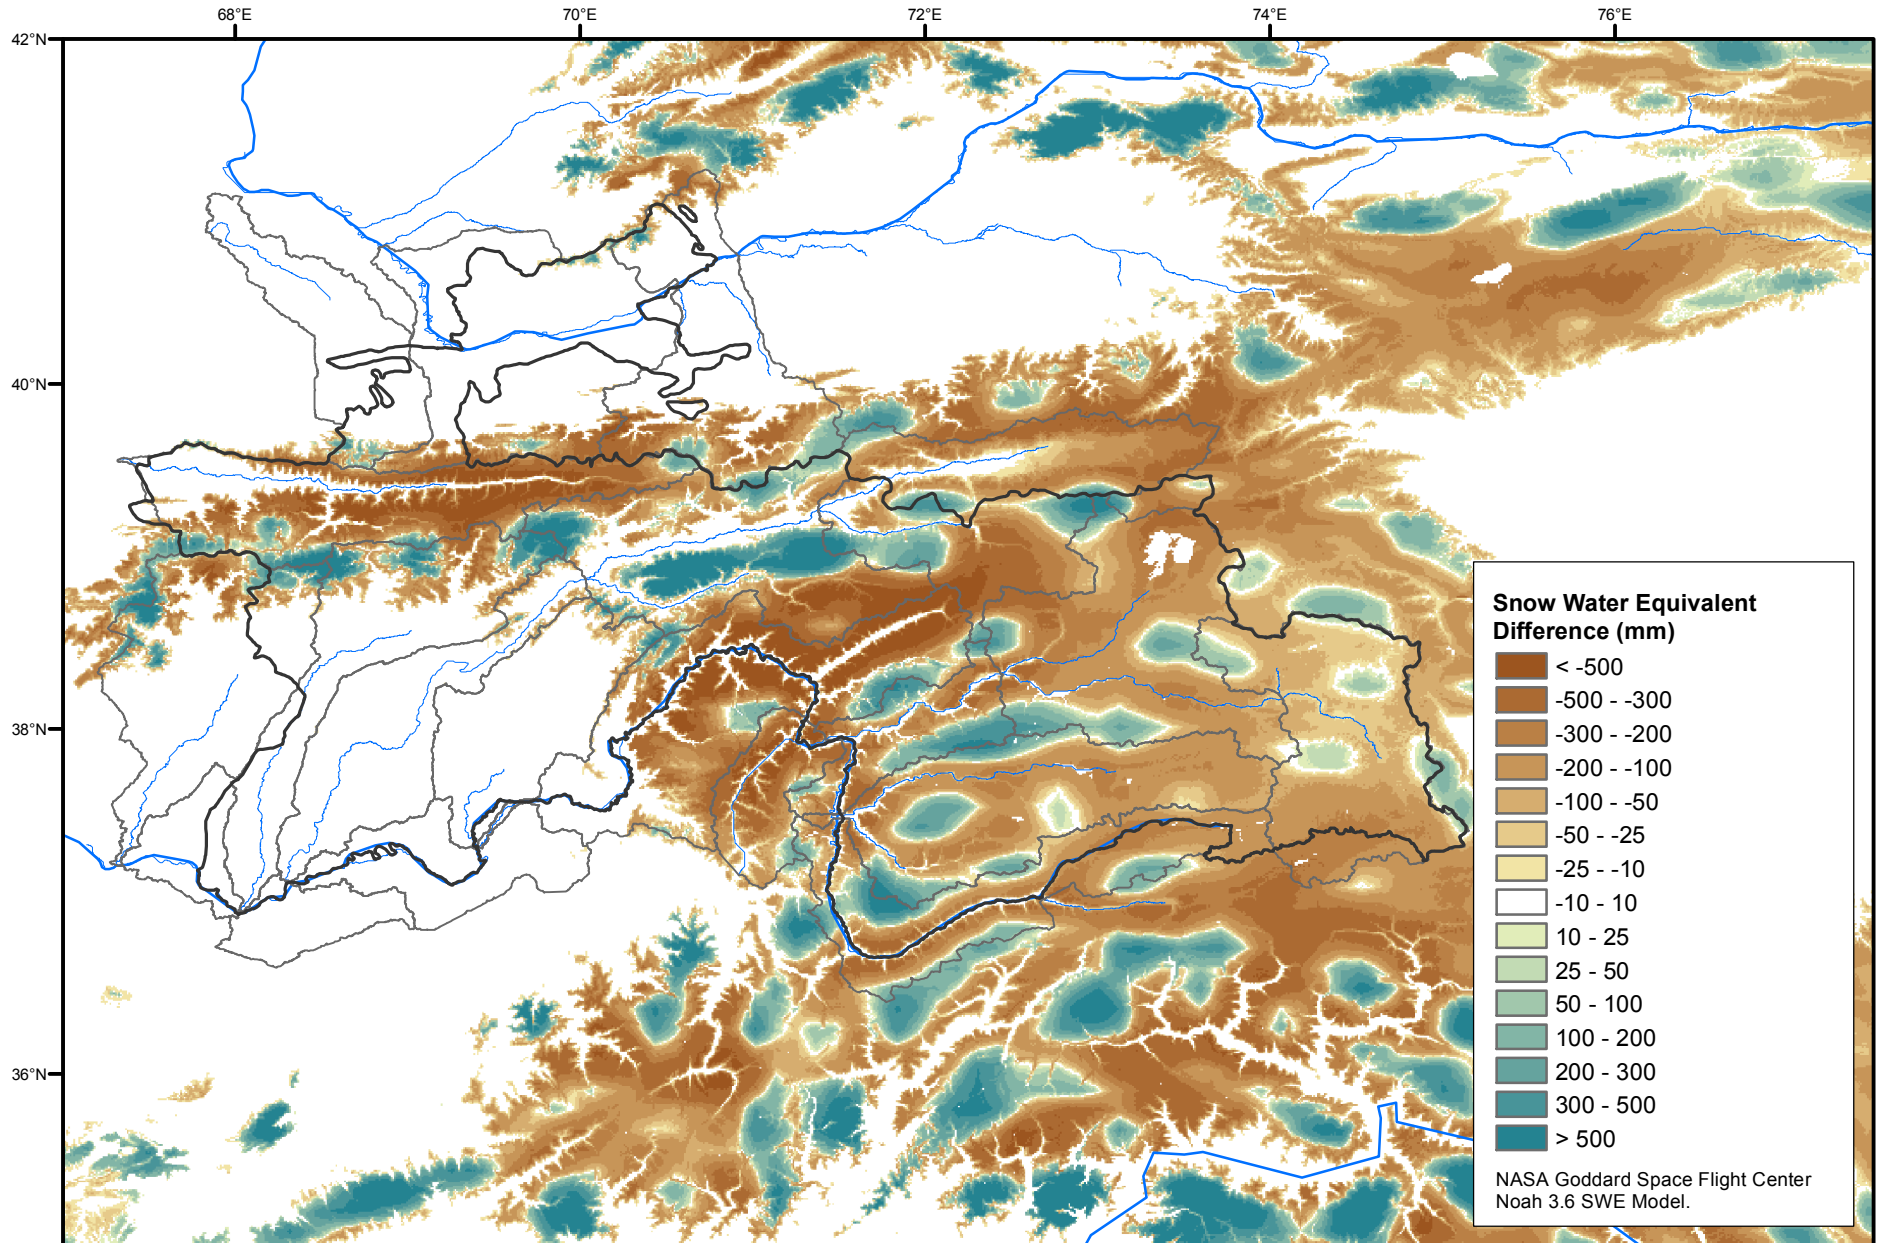 68°E 70°E 72°E 74°E 76°E
42°N
40°N
38°N
36°N
Snow Water Equivalent
Difference (mm)
< -500
-500 - -300
-300 - -200
-200 - -100
-100 - -50
-50 - -25
-25 - -10
-10 - 10
10 - 25
25 - 50
50 - 100
100 - 200
200 - 300
300 - 500
> 500
NASA Goddard Space Flight Center
Noah 3.6 SWE Model.